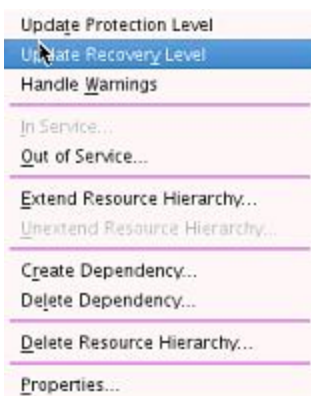 Update Protection Level
Update Recovery Level
Handle Warnings
In Service...
Out of Service...
Extend Resource Hierarchy...
Unextend Resource Hierarchy...
Create Dependency...
Delete Dependency...
Delete Resource Hierarchy...
Properties...